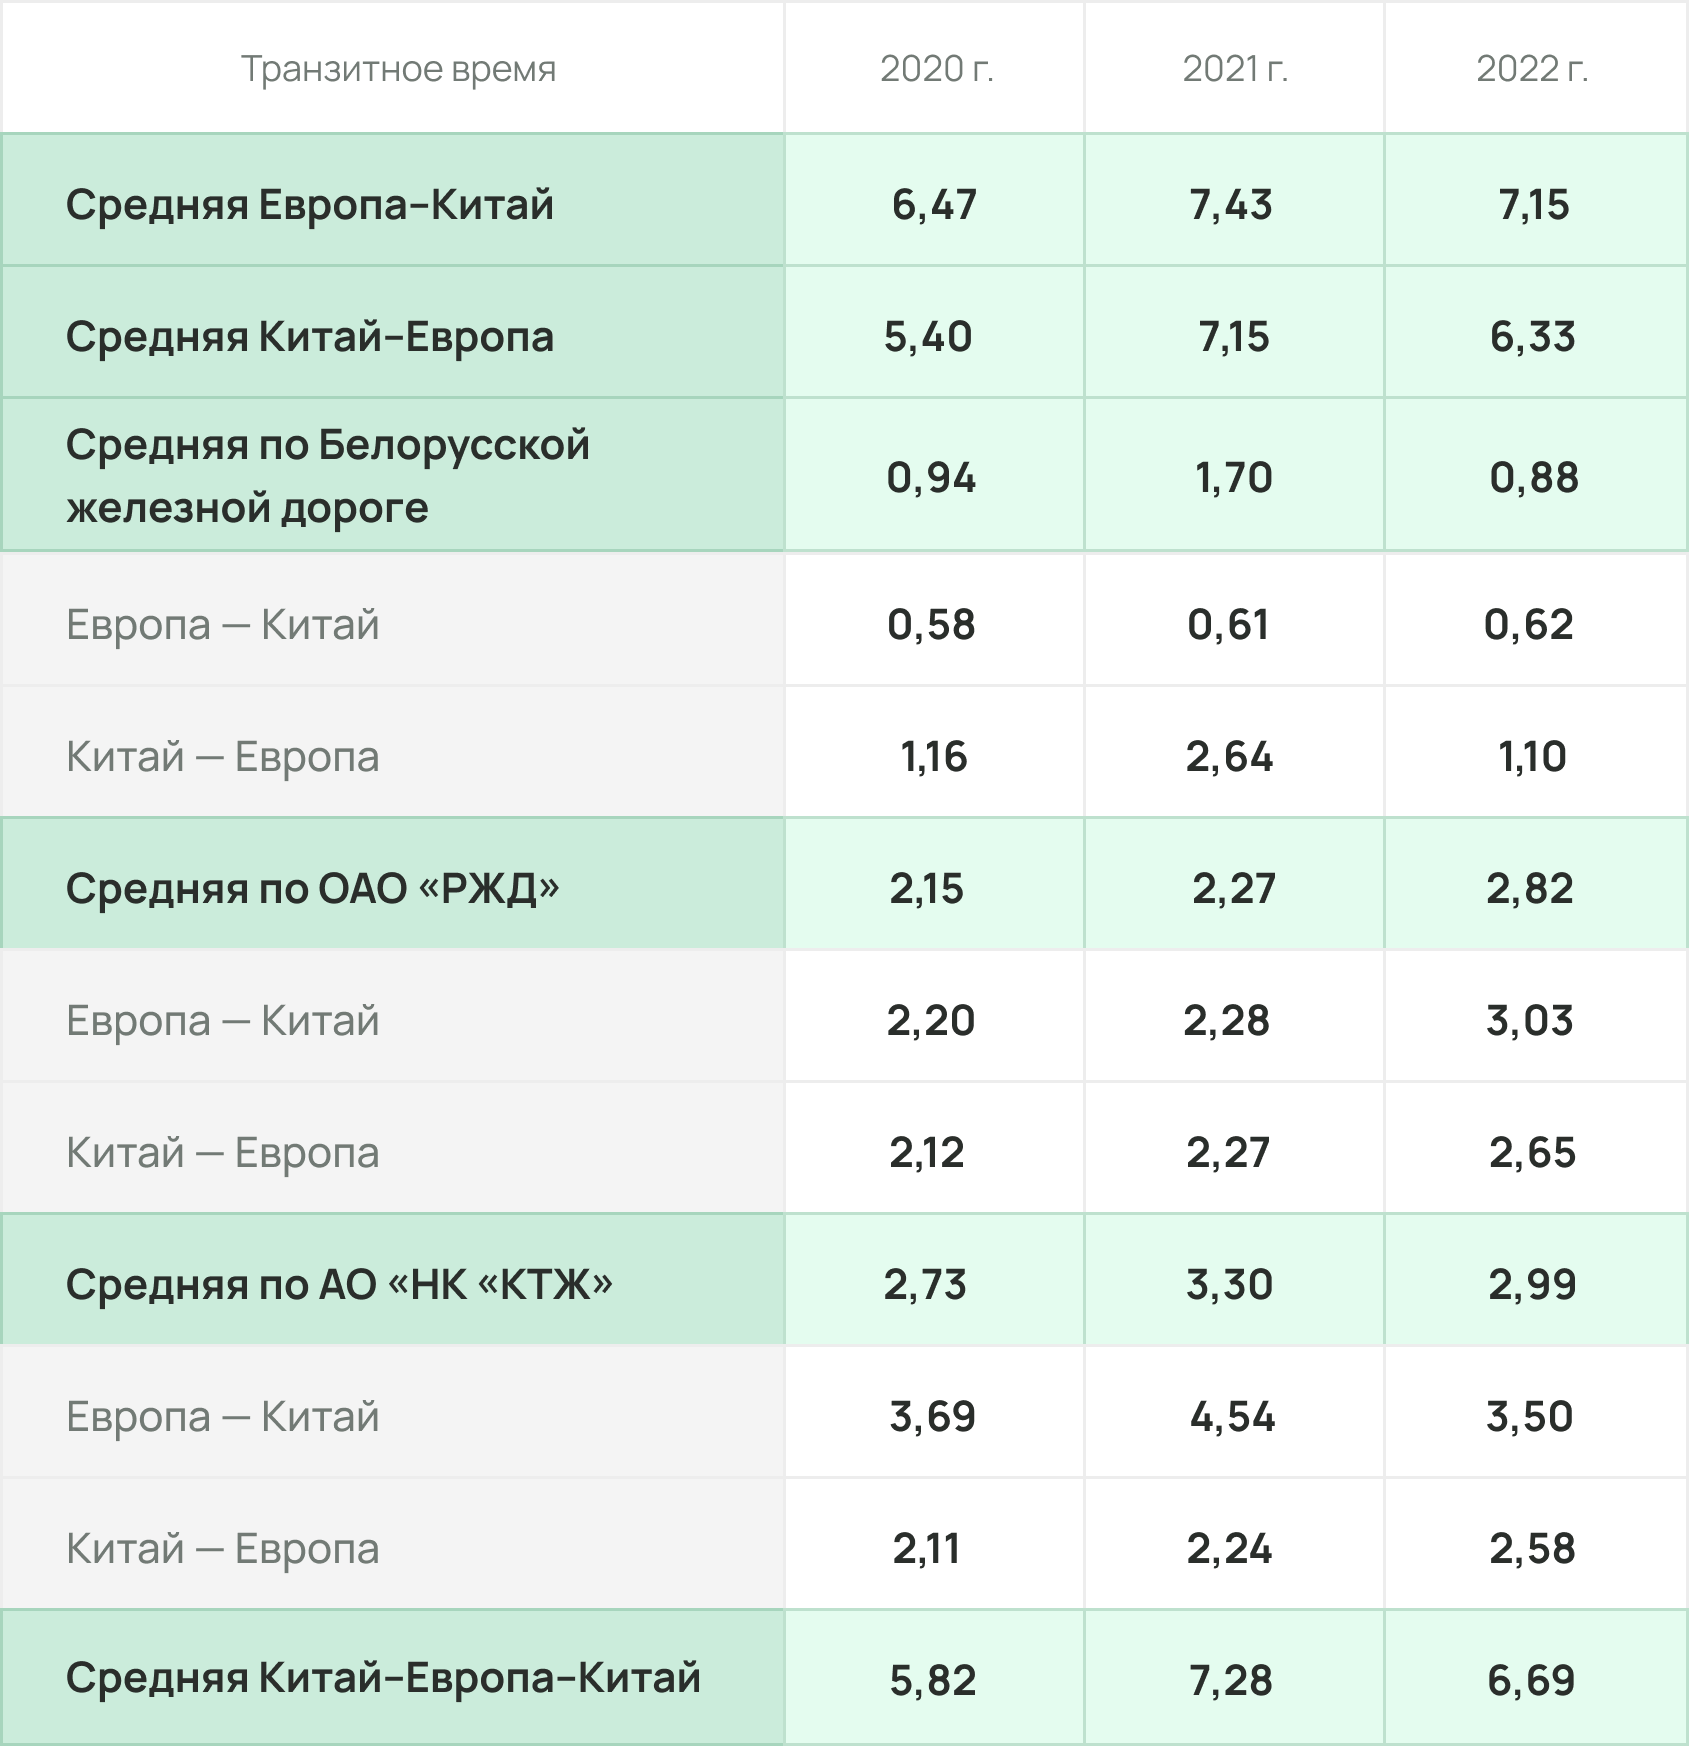 Транзитное время 2020 г. 2021 г. 2022 г.
Средняя Европа–Китай 6,47 7,43 7,15
Средняя Китай–Европа 5,40 7,15 6,33
Средняя по Белорусской
железной дороге 0,94 1,70 0,88
Европа — Китай 0,58 0,61 0,62
Китай — Европа 1,16 2,64 1,10
Средняя по ОАО «РЖД» 2,15 2,27 2,82
Европа — Китай 2,20 2,28 3,03
Китай — Европа 2,12 2,27 2,65
Средняя по АО «НК «КТЖ» 2,73 3,30 2,99
Европа — Китай 3,69 4,54 3,50
Китай — Европа 2,11 2,24 2,58
Средняя Китай–Европа–Китай 5,82 7,28 6,69